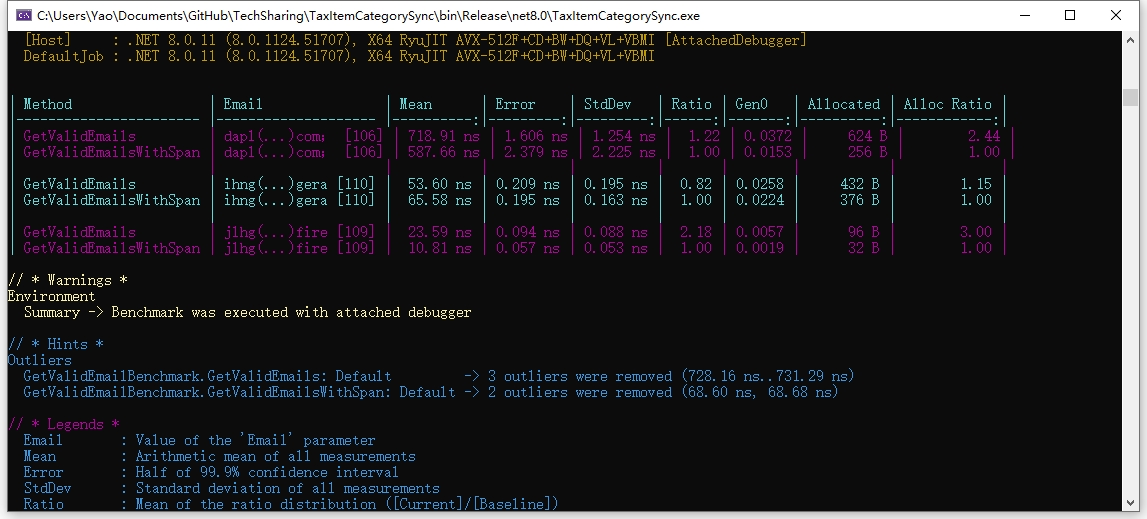 C:\Users\Yao\Documents\GitHub\TechSharing\TaxItemCategorySync\bin\Release\net8.0\TaxItemCategorySync.exe
[Host]     : .NET 8.0.11 (8.0.1124.51707), X64 RyuJIT AVX-512F+CD+BW+DQ+VL+VBMI [AttachedDebugger]
DefaultJob : .NET 8.0.11 (8.0.1124.51707), X64 RyuJIT AVX-512F+CD+BW+DQ+VL+VBMI
| Method                | Email                | Mean      | Error    | StdDev   | Ratio | Gen0   | Allocated | Alloc Ratio |
|---------------------- |--------------------- |----------:|---------:|---------:|------:|-------:|----------:|------------:|
| GetValidEmails        | dapl(...)com;  [106] | 718.91 ns | 1.606 ns | 1.254 ns |  1.22 | 0.0372 |     624 B |        2.44 |
| GetValidEmailsWithSpan | dapl(...)com;  [106] | 587.66 ns | 2.379 ns | 2.225 ns |  1.00 | 0.0153 |     256 B |        1.00 |
| GetValidEmails        | ihng(...)gera [110] |  53.60 ns | 0.209 ns | 0.195 ns |  0.82 | 0.0258 |     432 B |        1.15 |
| GetValidEmailsWithSpan | ihng(...)gera [110] |  65.58 ns | 0.195 ns | 0.163 ns |  1.00 | 0.0224 |     376 B |        1.00 |
| GetValidEmails        | jlhg(...)fire [109] |  23.59 ns | 0.094 ns | 0.088 ns |  2.18 | 0.0057 |      96 B |        3.00 |
| GetValidEmailsWithSpan | jlhg(...)fire [109] |  10.81 ns | 0.057 ns | 0.053 ns |  1.00 | 0.0019 |      32 B |        1.00 |
// * Warnings *
Environment
Summary -> Benchmark was executed with attached debugger
// * Hints *
Outliers
GetValidEmailBenchmark.GetValidEmails: Default         -> 3 outliers were removed (728.16 ns..731.29 ns)
GetValidEmailBenchmark.GetValidEmailsWithSpan: Default -> 2 outliers were removed (68.60 ns, 68.68 ns)
// * Legends *
Email       : Value of the 'Email' parameter
Mean        : Arithmetic mean of all measurements
Error       : Half of 99.9% confidence interval
StdDev      : Standard deviation of all measurements
Ratio       : Mean of the ratio distribution ([Current]/[Baseline])